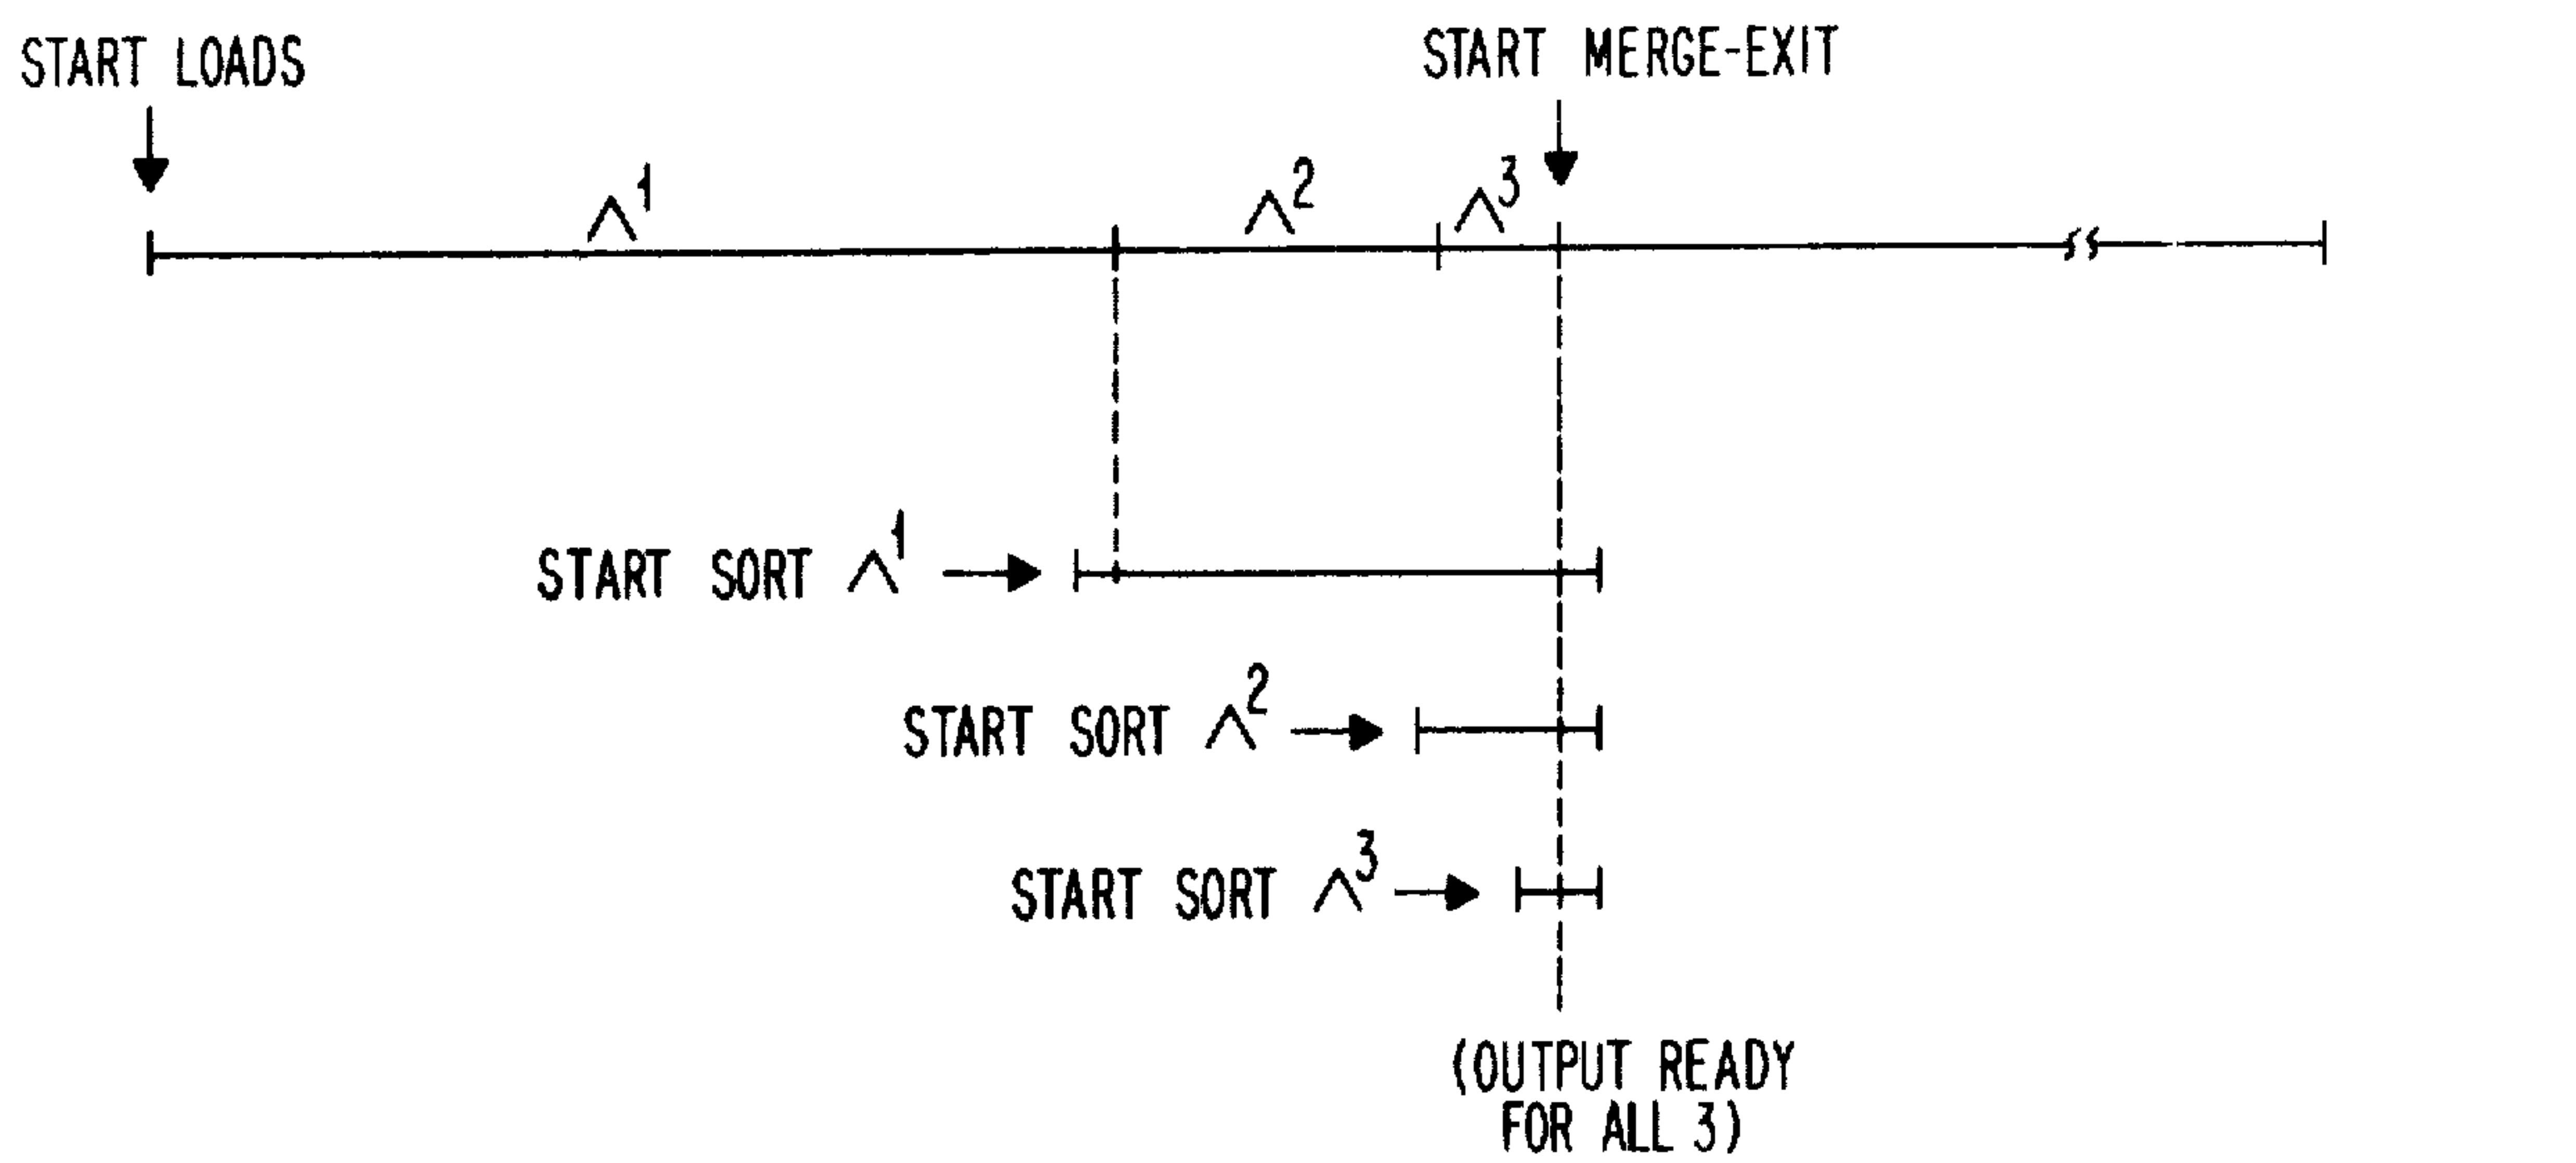 START LOADS
START MERGE-EXIT
^1
^2
^3
START SORT ^1
START SORT ^2
START SORT ^3
(OUTPUT READY
FOR ALL 3)